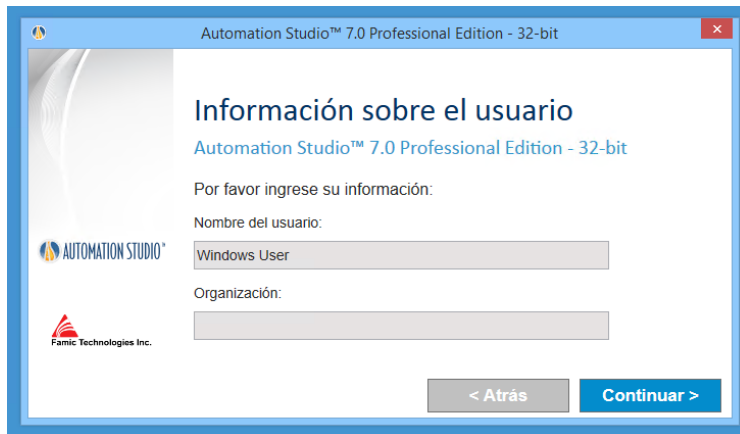 Automation Studio™ 7.0 Professional Edition - 32-bit
Información sobre el usuario
Automation Studio™ 7.0 Professional Edition - 32-bit
Por favor ingrese su información:
Nombre del usuario:
AUTOMATION STUDIO
Windows User
Organización:
Famic Technologies Inc.
< Atrás
Continuar >